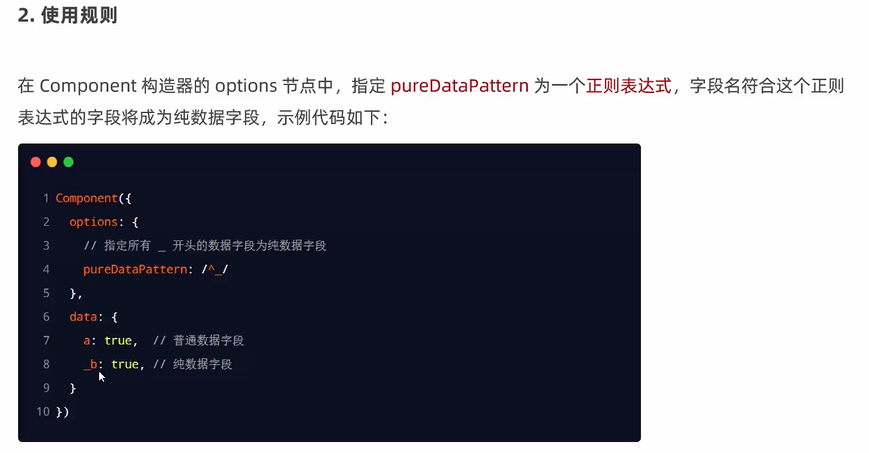 2. 使用规则
在 Component 构造器的 options 节点中，指定 pureDataPattern 为一个正则表达式，字段名符合这个正则
表达式的字段将成为纯数据字段，示例代码如下：
1 Component({
2 options: {
3 // 指定所有 _ 开头的数据字段为纯数据字段
4 pureDataPattern: /^_/
5 },
6 data: {
7 a: true, // 普通数据字段
8 _b: true, // 纯数据字段
9 }
10 })